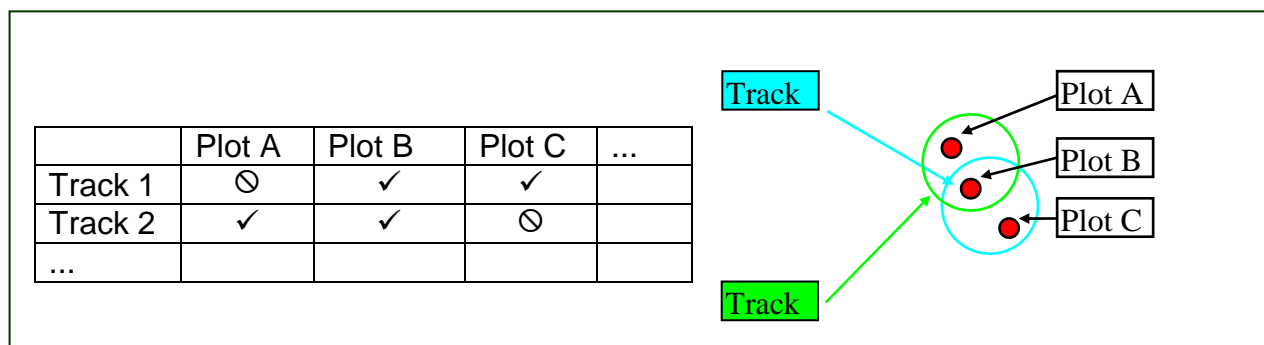 Plot A Plot B Plot C ...
Track 1 🛇 ✓ ✓
Track 2 ✓ ✓ 🛇
...
Track
Track
Plot A
Plot B
Plot C